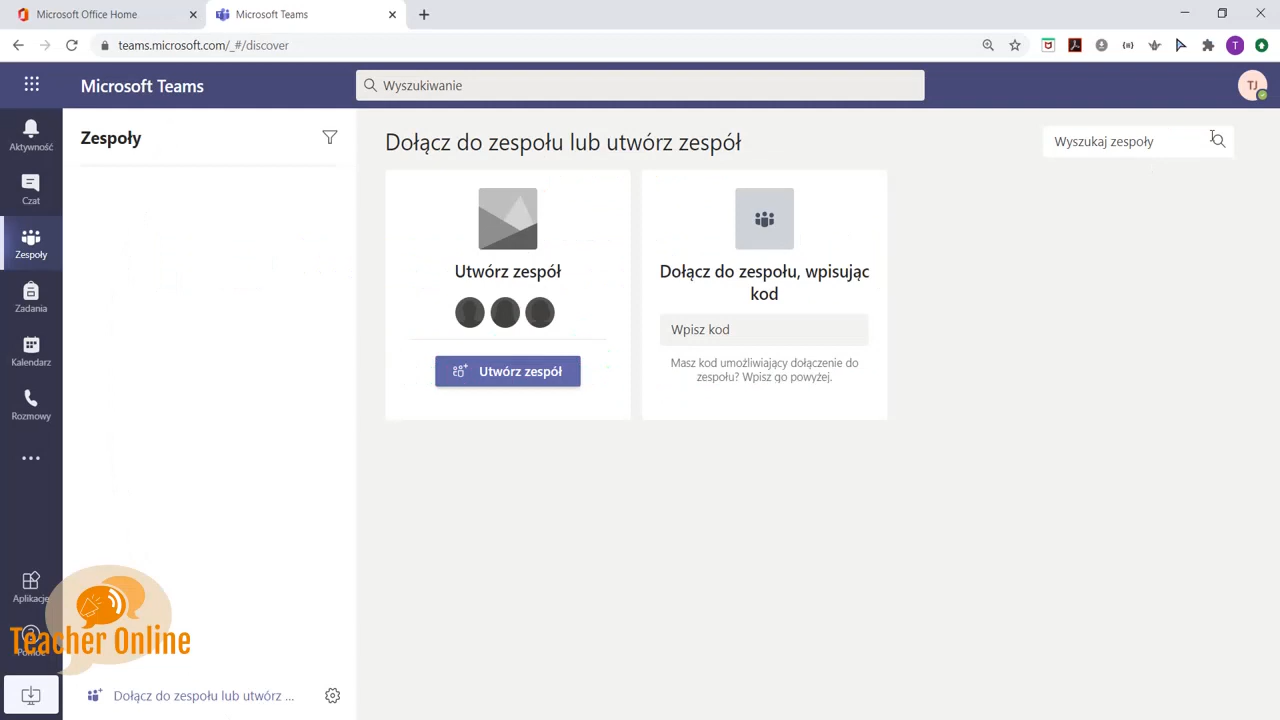 Microsoft Office Home
Microsoft Teams
teams.microsoft.com/_#/discover
T
Microsoft Teams
Wyszukiwanie
TJ
Aktywność
Czat
Zespoły
Zadania
Kalendarz
Rozmowy
Aplikacje
Zespoły
Dołącz do zespołu lub utwórz ...
Dołącz do zespołu lub utwórz zespół
Wyszukaj zespoły
Utwórz zespół
Utwórz zespół
Dołącz do zespołu, wpisując
kod
Wpisz kod
Masz kod umożliwiający dołączenie do
zespołu? Wpisz go powyżej.
Teacher Online